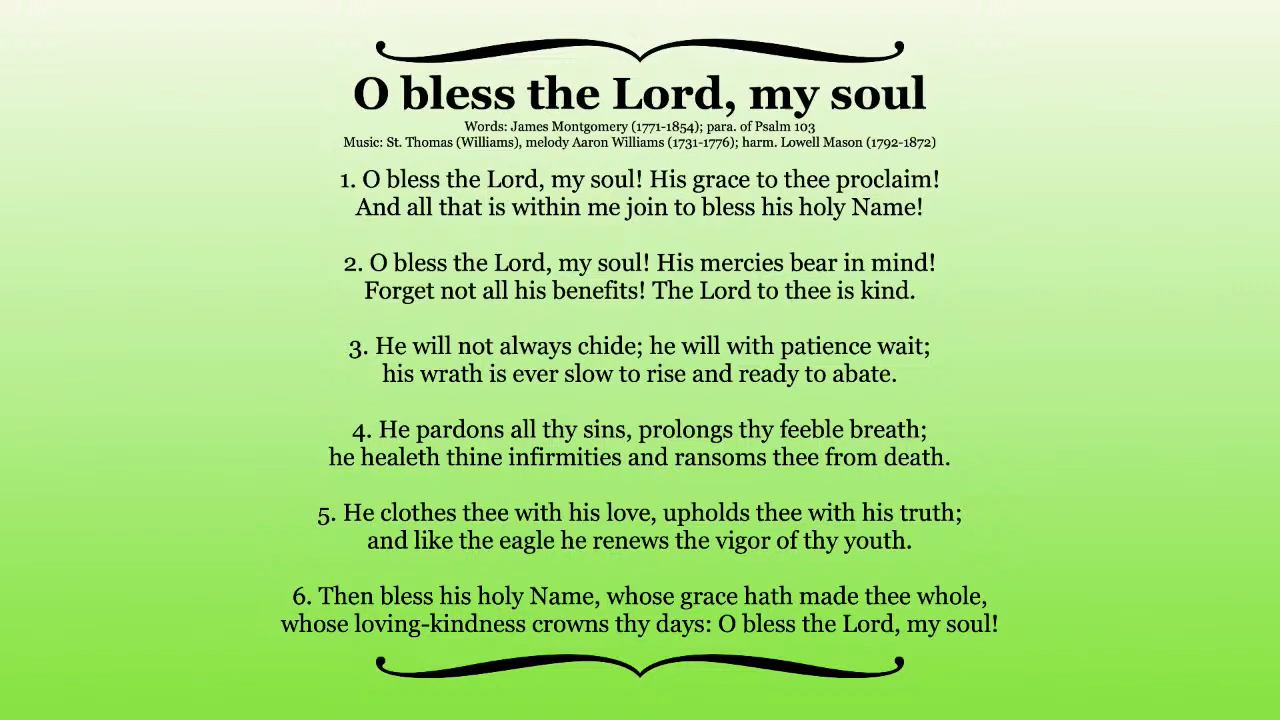 O bless the Lord, my soul
Words: James Montgomery (1771-1854); para. of Psalm 103
Music: St. Thomas (Williams), melody Aaron Williams (1731-1776); harm. Lowell Mason (1792-1872)
1. O bless the Lord, my soul! His grace to thee proclaim!
And all that is within me join to bless his holy Name!
2. O bless the Lord, my soul! His mercies bear in mind!
Forget not all his benefits! The Lord to thee is kind.
3. He will not always chide; he will with patience wait;
his wrath is ever slow to rise and ready to abate.
4. He pardons all thy sins, prolongs thy feeble breath;
he healeth thine infirmities and ransoms thee from death.
5. He clothes thee with his love, upholds thee with his truth;
and like the eagle he renews the vigor of thy youth.
6. Then bless his holy Name, whose grace hath made thee whole,
whose loving-kindness crowns thy days: O bless the Lord, my soul!